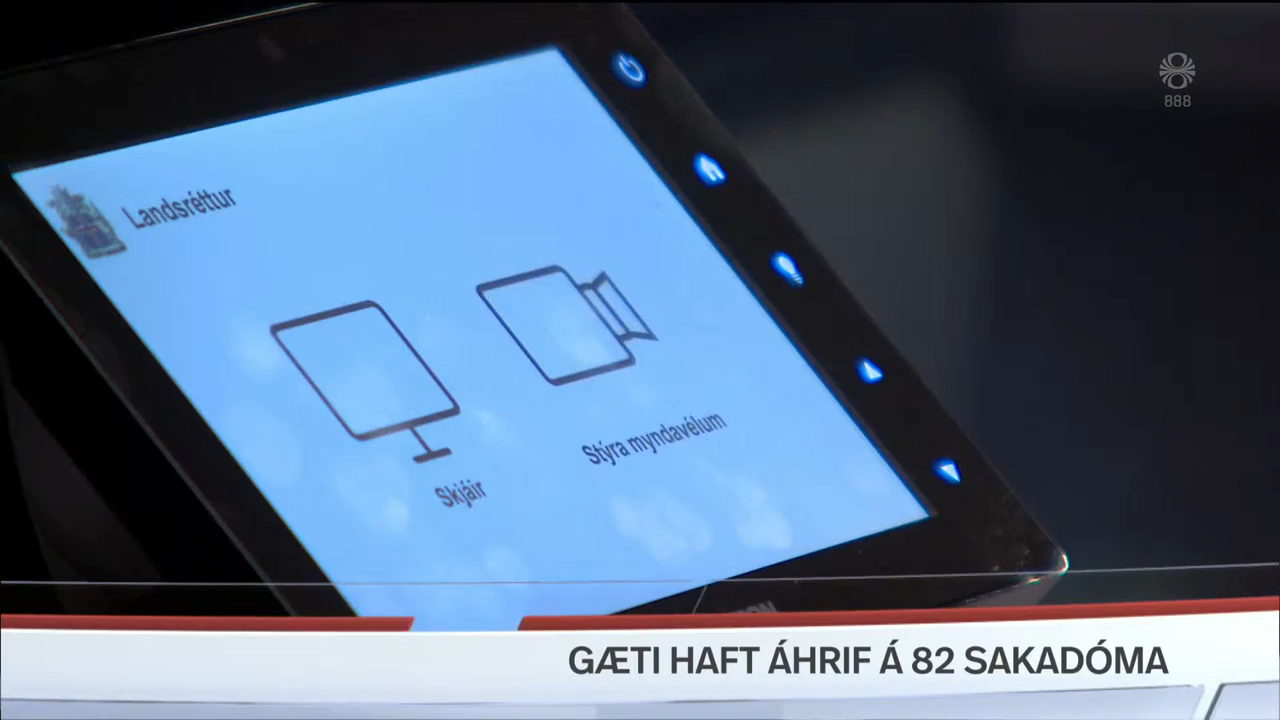 888
Landsréttur
Skjáir
Stýra myndavélum
GÆTI HAFT ÁHRIF Á 82 SAKADÓMA